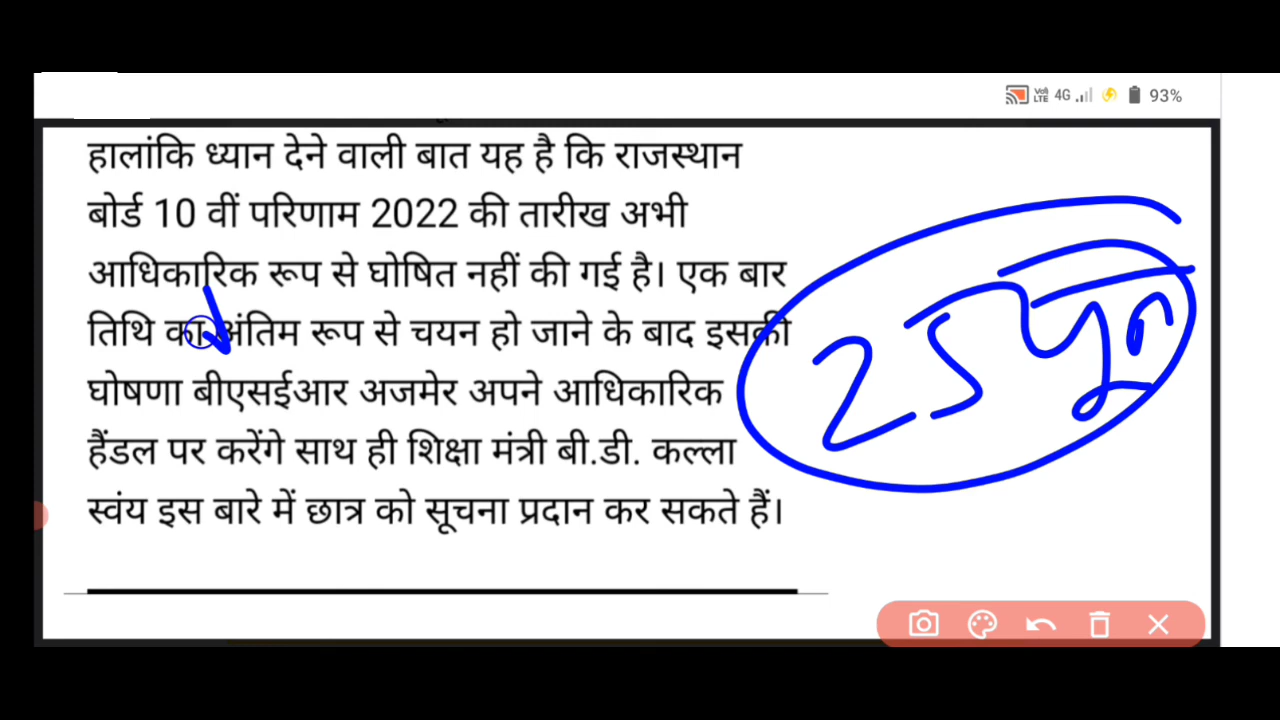 VoLTE 4G 93%
हालांकि ध्यान देने वाली बात यह है कि राजस्थान
बोर्ड 10 वीं परिणाम 2022 की तारीख अभी
आधिकारिक रूप से घोषित नहीं की गई है। एक बार
तिथि का अंतिम रूप से चयन हो जाने के बाद इसकी
घोषणा बीएसईआर अजमेर अपने आधिकारिक
हैंडल पर करेंगे साथ ही शिक्षा मंत्री बी.डी. कल्ला
स्वंय इस बारे में छात्र को सूचना प्रदान कर सकते हैं।
25 जून